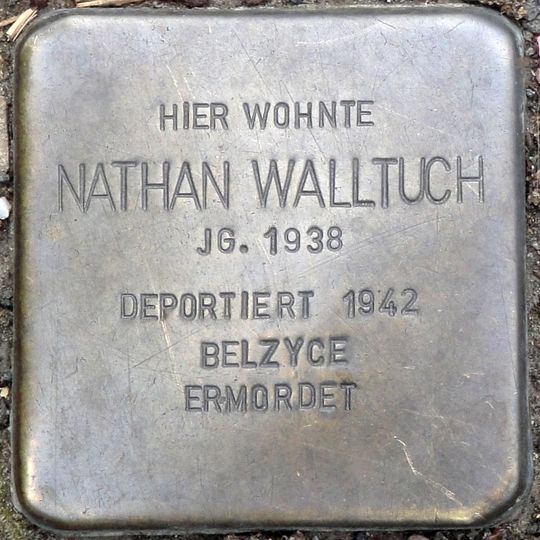 HIER WOHNTE
NATHAN WALLTUCH
JG. 1938
DEPORTIERT 1942
BELZYCE
ERMORDET